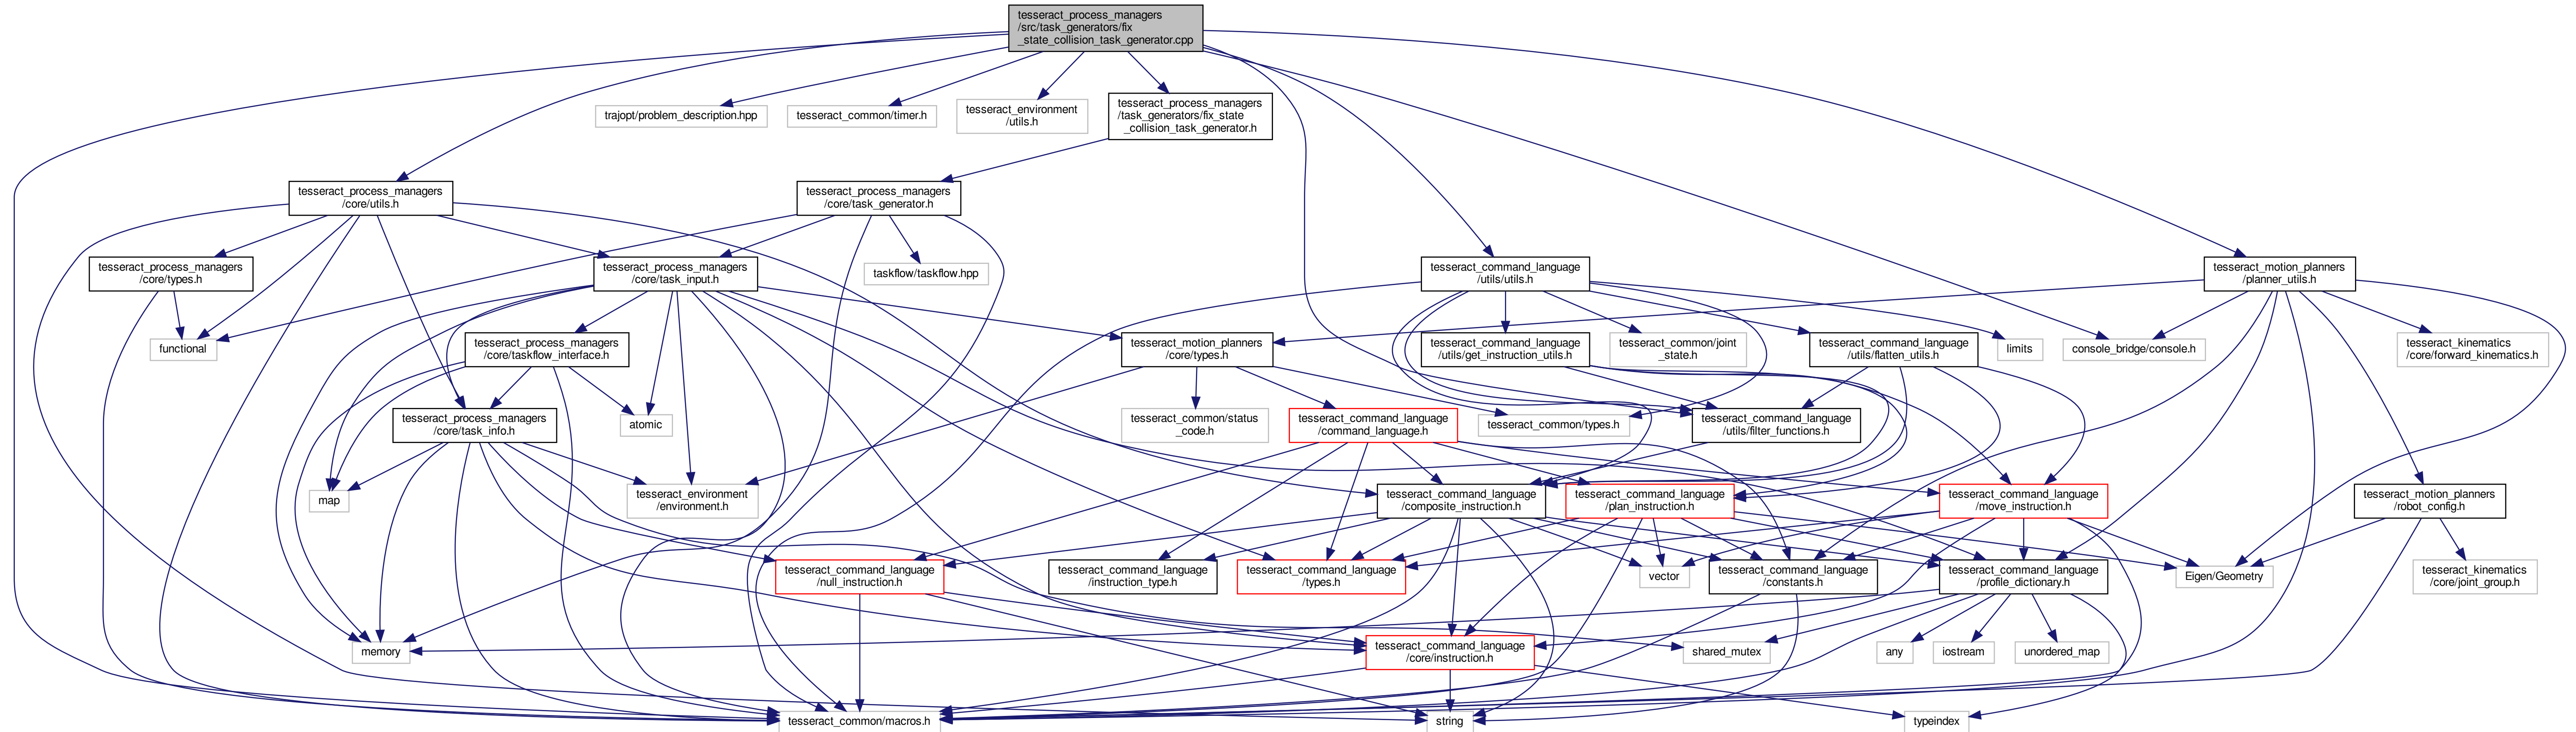 tesseract_process_managers
/src/task_generators/fix
_state_collision_task_generator.cpp
trajopt/problem_description.hpp
tesseract_common/timer.h
tesseract_environment
/utils.h
tesseract_process_managers
/task_generators/fix_state
_collision_task_generator.h
tesseract_process_managers
/core/utils.h
tesseract_process_managers
/core/task_generator.h
tesseract_process_managers
/core/types.h
tesseract_process_managers
/core/task_input.h
taskflow/taskflow.hpp
tesseract_command_language
/utils/utils.h
tesseract_motion_planners
/planner_utils.h
functional
tesseract_process_managers
/core/taskflow_interface.h
tesseract_motion_planners
/core/types.h
tesseract_command_language
/utils/get_instruction_utils.h
tesseract_common/joint
_state.h
tesseract_command_language
/utils/flatten_utils.h
limits
console_bridge/console.h
tesseract_kinematics
/core/forward_kinematics.h
tesseract_process_managers
/core/task_info.h
atomic
tesseract_common/status
_code.h
tesseract_command_language
/command_language.h
tesseract_common/types.h
tesseract_command_language
/utils/filter_functions.h
map
tesseract_environment
/environment.h
tesseract_command_language
/composite_instruction.h
tesseract_command_language
/plan_instruction.h
tesseract_command_language
/move_instruction.h
tesseract_motion_planners
/robot_config.h
tesseract_command_language
/null_instruction.h
tesseract_command_language
/instruction_type.h
tesseract_command_language
/types.h
vector
tesseract_command_language
/constants.h
tesseract_command_language
/profile_dictionary.h
Eigen/Geometry
tesseract_kinematics
/core/joint_group.h
memory
tesseract_command_language
/core/instruction.h
shared_mutex
any
iostream
unordered_map
tesseract_common/macros.h
string
typeindex